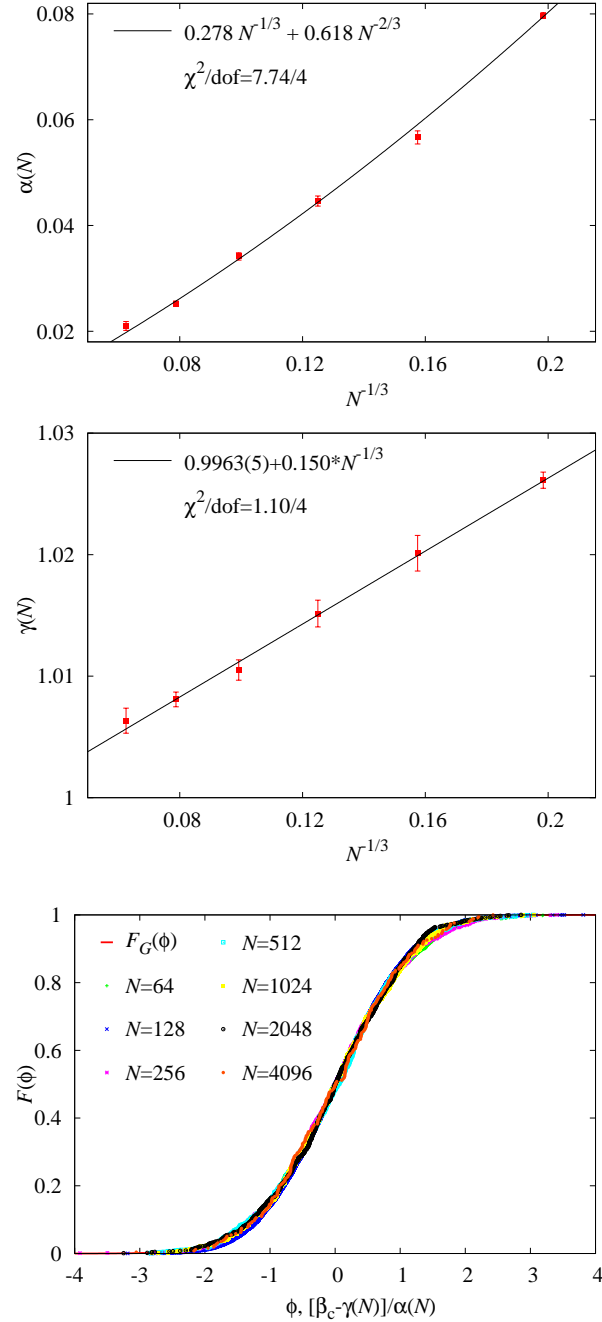 0.278 N^{-1/3} + 0.618 N^{-2/3}
χ²/dof=7.74/4
0.08
0.06
0.04
0.02
α(N)
0.08 0.12 0.16 0.2
N^{-1/3}
1.03
0.9963(5)+0.150*N^{-1/3}
χ²/dof=1.10/4
1.02
1.01
1
γ(N)
0.08 0.12 0.16 0.2
N^{-1/3}
1
0.8
0.6
0.4
0.2
0
F(ϕ)
F_G(ϕ) N=512
N=64 N=1024
N=128 N=2048
N=256 N=4096
-4 -3 -2 -1 0 1 2 3 4
ϕ, [β_c-γ(N)]/α(N)